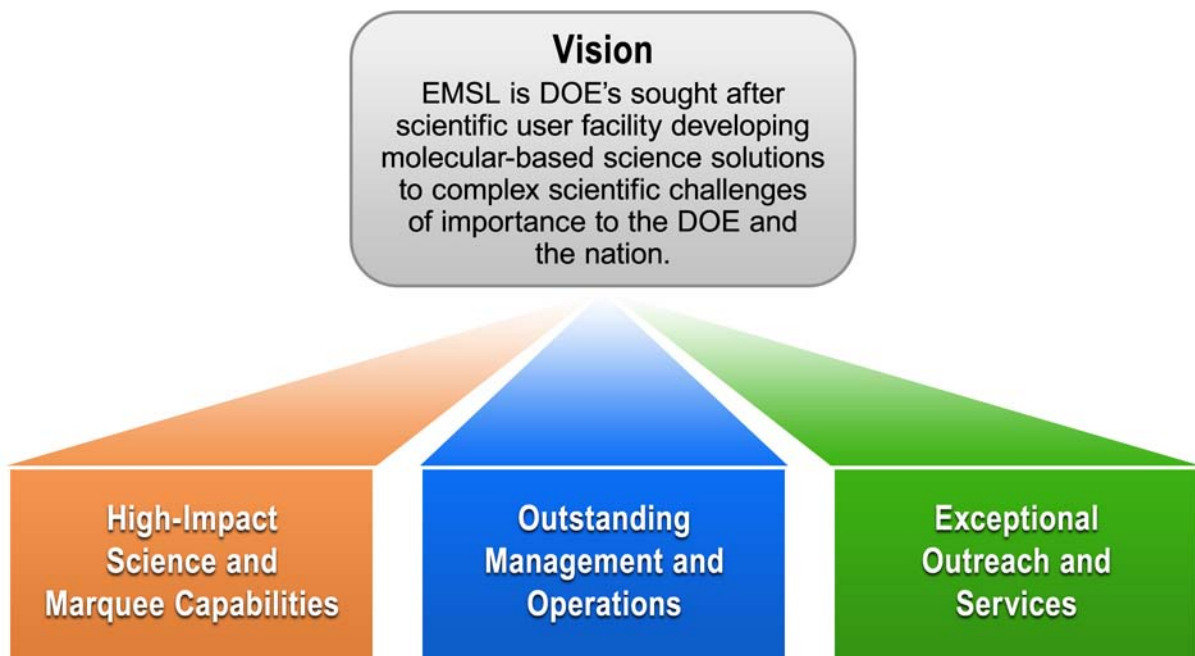 Vision
EMSL is DOE’s sought after
scientific user facility developing
molecular-based science solutions
to complex scientific challenges
of importance to the DOE and
the nation.
High-Impact
Science and
Marquee Capabilities
Outstanding
Management and
Operations
Exceptional
Outreach and
Services